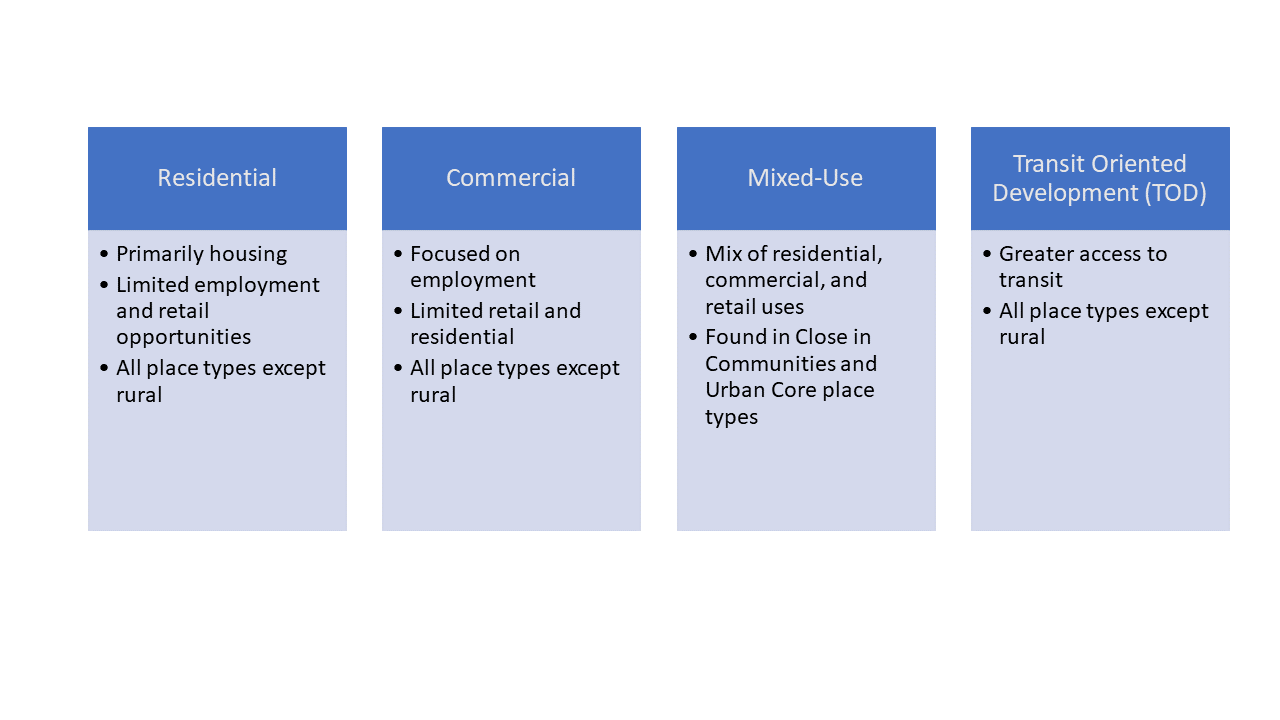 Residential
• Primarily housing
• Limited employment
and retail
opportunities
• All place types except
rural
Commercial
• Focused on
employment
• Limited retail and
residential
• All place types except
rural
Mixed-Use
• Mix of residential,
commercial, and
retail uses
• Found in Close in
Communities and
Urban Core place
types
Transit Oriented
Development (TOD)
• Greater access to
transit
• All place types except
rural